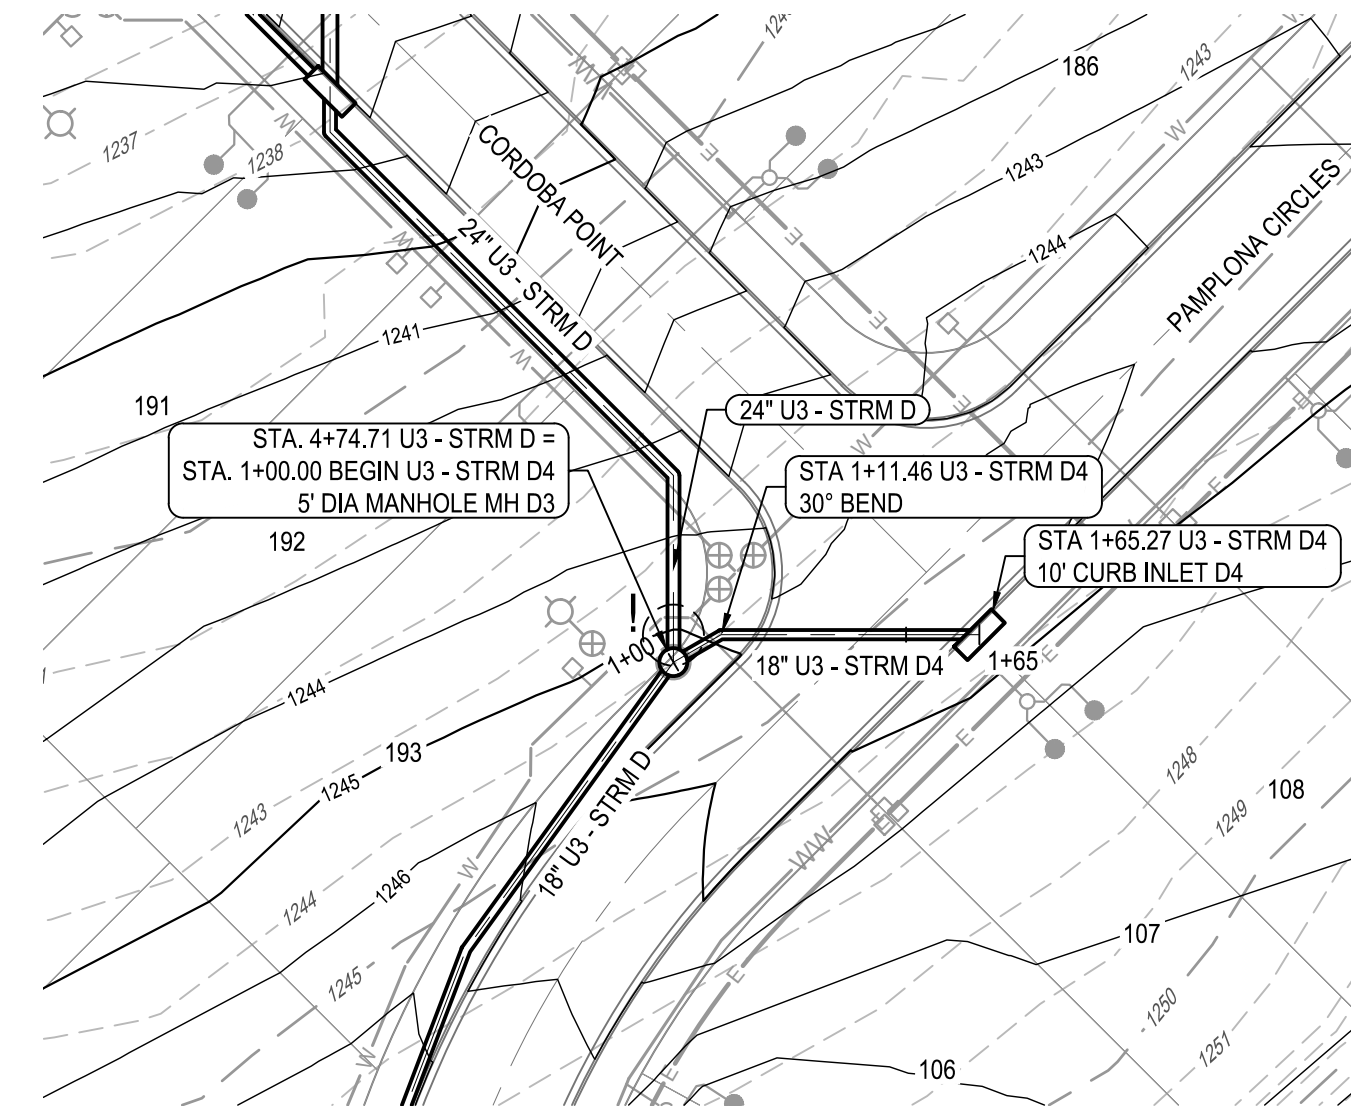 1243
186
1243
1237
1238
CORDOBA POINT
1243
PAMPLONA CIRCLES
1244
24" U3 - STRM D
1241
191
24" U3 - STRM D
STA. 4+74.71 U3 - STRM D =
STA. 1+00.00 BEGIN U3 - STRM D4
5' DIA MANHOLE MH D3
STA 1+11.46 U3 - STRM D4
30° BEND
192
STA 1+65.27 U3 - STRM D4
10' CURB INLET D4
!
1+00
18" U3 - STRM D4
1+65
1244
193
1245
18" U3 - STRM D
1243
1248
108
1249
1246
1244
107
1245
1250
1251
106
W
W
W
W
W
W
W
W
WW
E
E
E
E
E
E
E
E
E